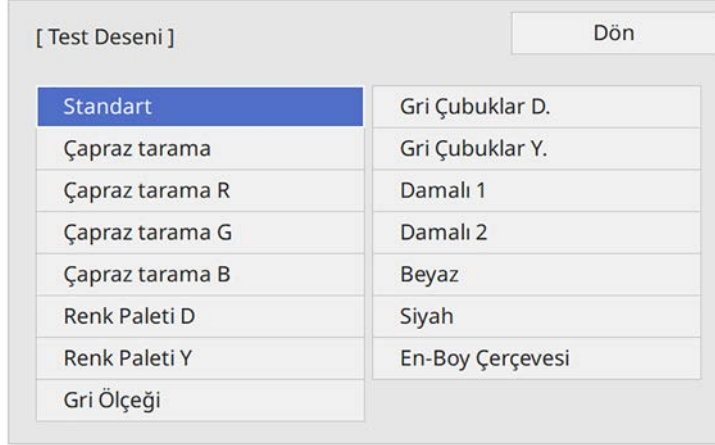 [ Test Deseni ]
Dön
Standart
Çapraz tarama
Çapraz tarama R
Çapraz tarama G
Çapraz tarama B
Renk Paleti D
Renk Paleti Y
Gri Ölçeği
Gri Çubuklar D.
Gri Çubuklar Y.
Damalı 1
Damalı 2
Beyaz
Siyah
En-Boy Çerçevesi